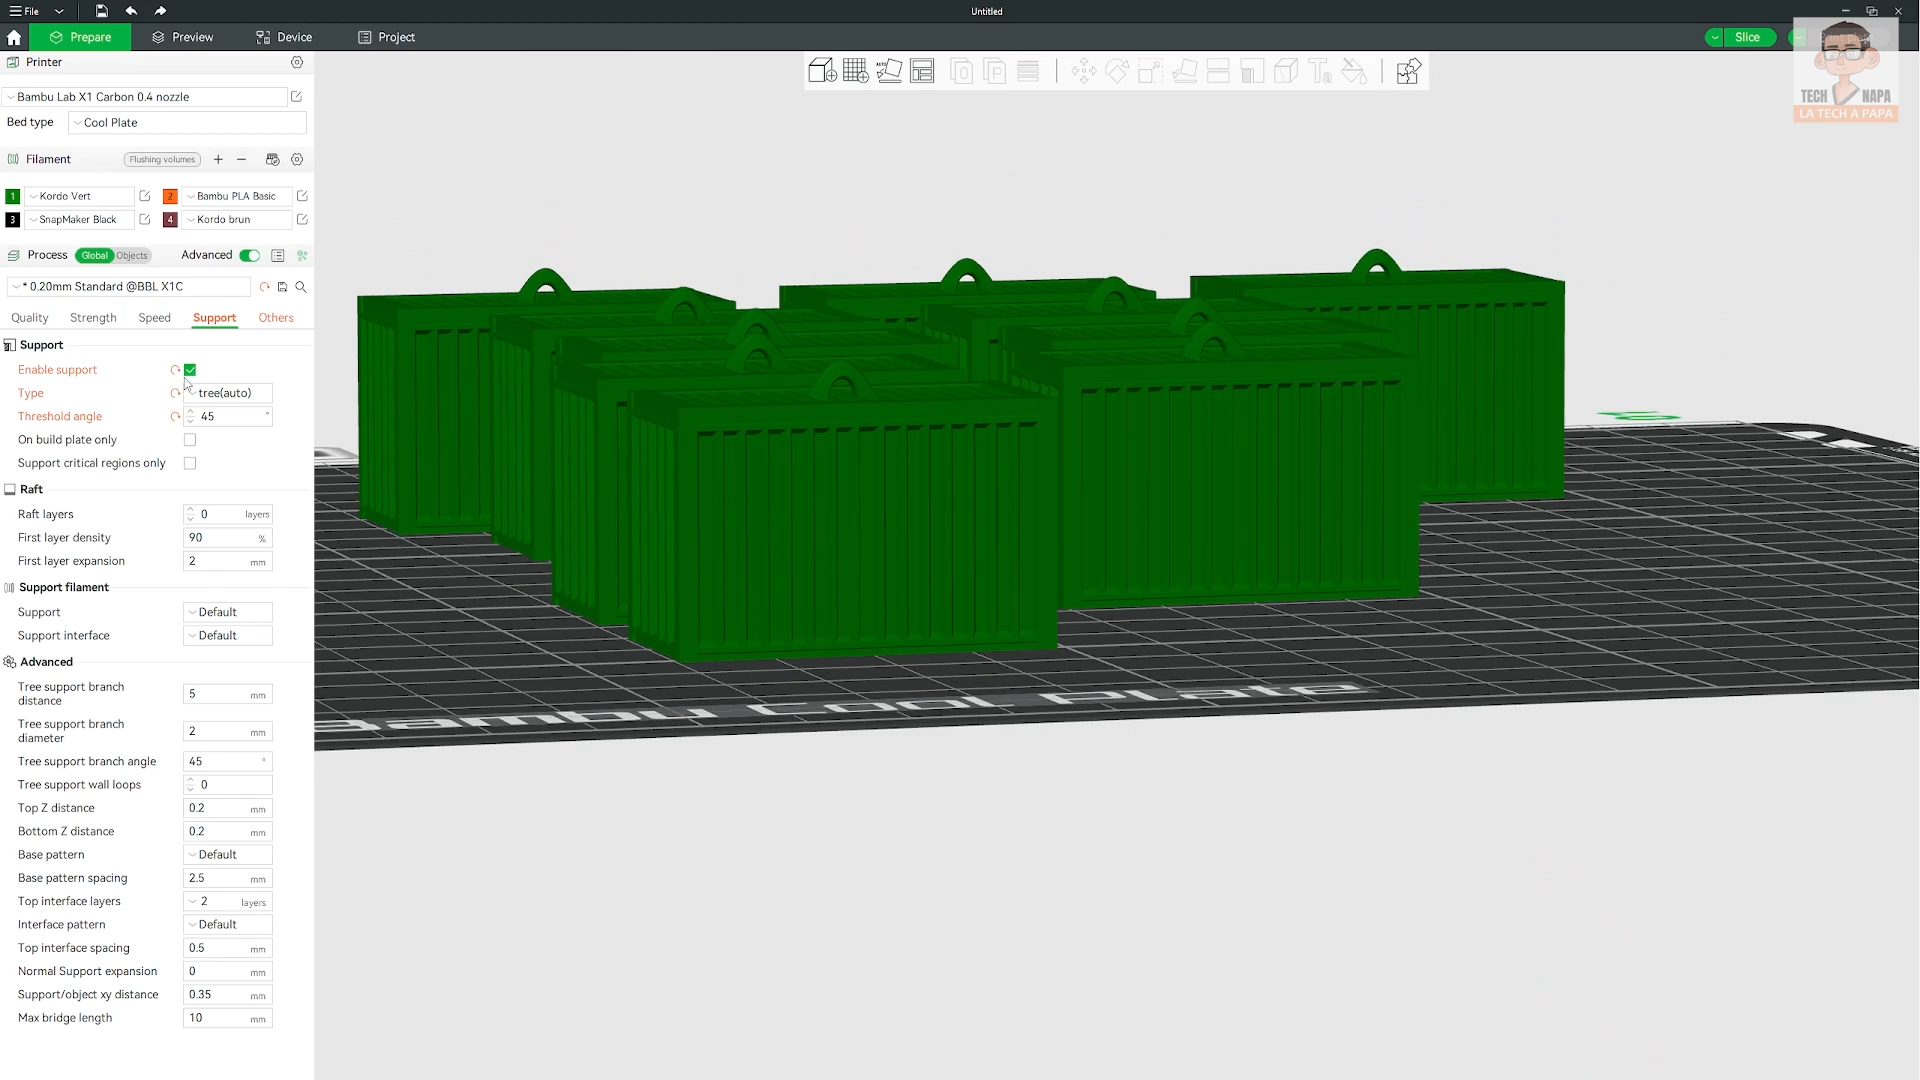 File
Untitled
Prepare
Preview
Device
Project
Slice
Printer
Bambu Lab X1 Carbon 0.4 nozzle
Bed type
Cool Plate
Filament
Flushing volumes
1 Kordo Vert
2 Bambu PLA Basic
3 SnapMaker Black
4 Kordo brun
Process
Global
Objects
Advanced
* 0.20mm Standard @BBL X1C
Quality
Strength
Speed
Support
Others
Support
Enable support
Type
tree(auto)
Threshold angle
45 °
On build plate only
Support critical regions only
Raft
Raft layers
0 layers
First layer density
90 %
First layer expansion
2 mm
Support filament
Support
Default
Support interface
Default
Advanced
Tree support branch
distance
5 mm
Tree support branch
diameter
2 mm
Tree support branch angle
45 °
Tree support wall loops
0
Top Z distance
0.2 mm
Bottom Z distance
0.2 mm
Base pattern
Default
Base pattern spacing
2.5 mm
Top interface layers
2 layers
Interface pattern
Default
Top interface spacing
0.5 mm
Normal Support expansion
0 mm
Support/object xy distance
0.35 mm
Max bridge length
10 mm
Bambu Cool Plate
TECH NAPA
LA TECH A PAPA